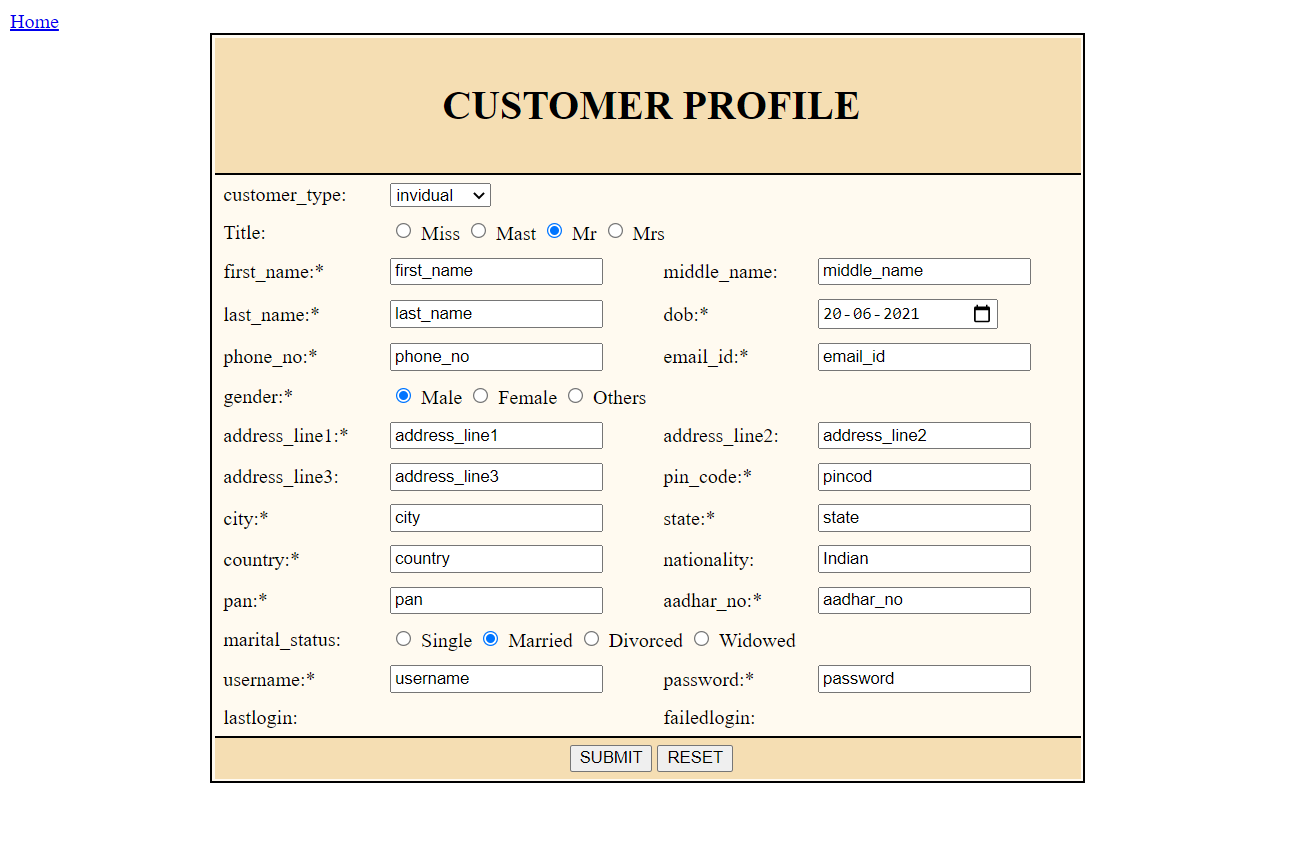 Home
CUSTOMER PROFILE
customer_type: invidual
Title: Miss Mast Mr Mrs
first_name:* first_name middle_name: middle_name
last_name:* last_name dob:* 20-06-2021
phone_no:* phone_no email_id:* email_id
gender:* Male Female Others
address_line1:* address_line1 address_line2: address_line2
address_line3: address_line3 pin_code:* pincod
city:* city state:* state
country:* country nationality: Indian
pan:* pan aadhar_no:* aadhar_no
marital_status: Single Married Divorced Widowed
username:* username password:* password
lastlogin: failedlogin:
SUBMIT RESET